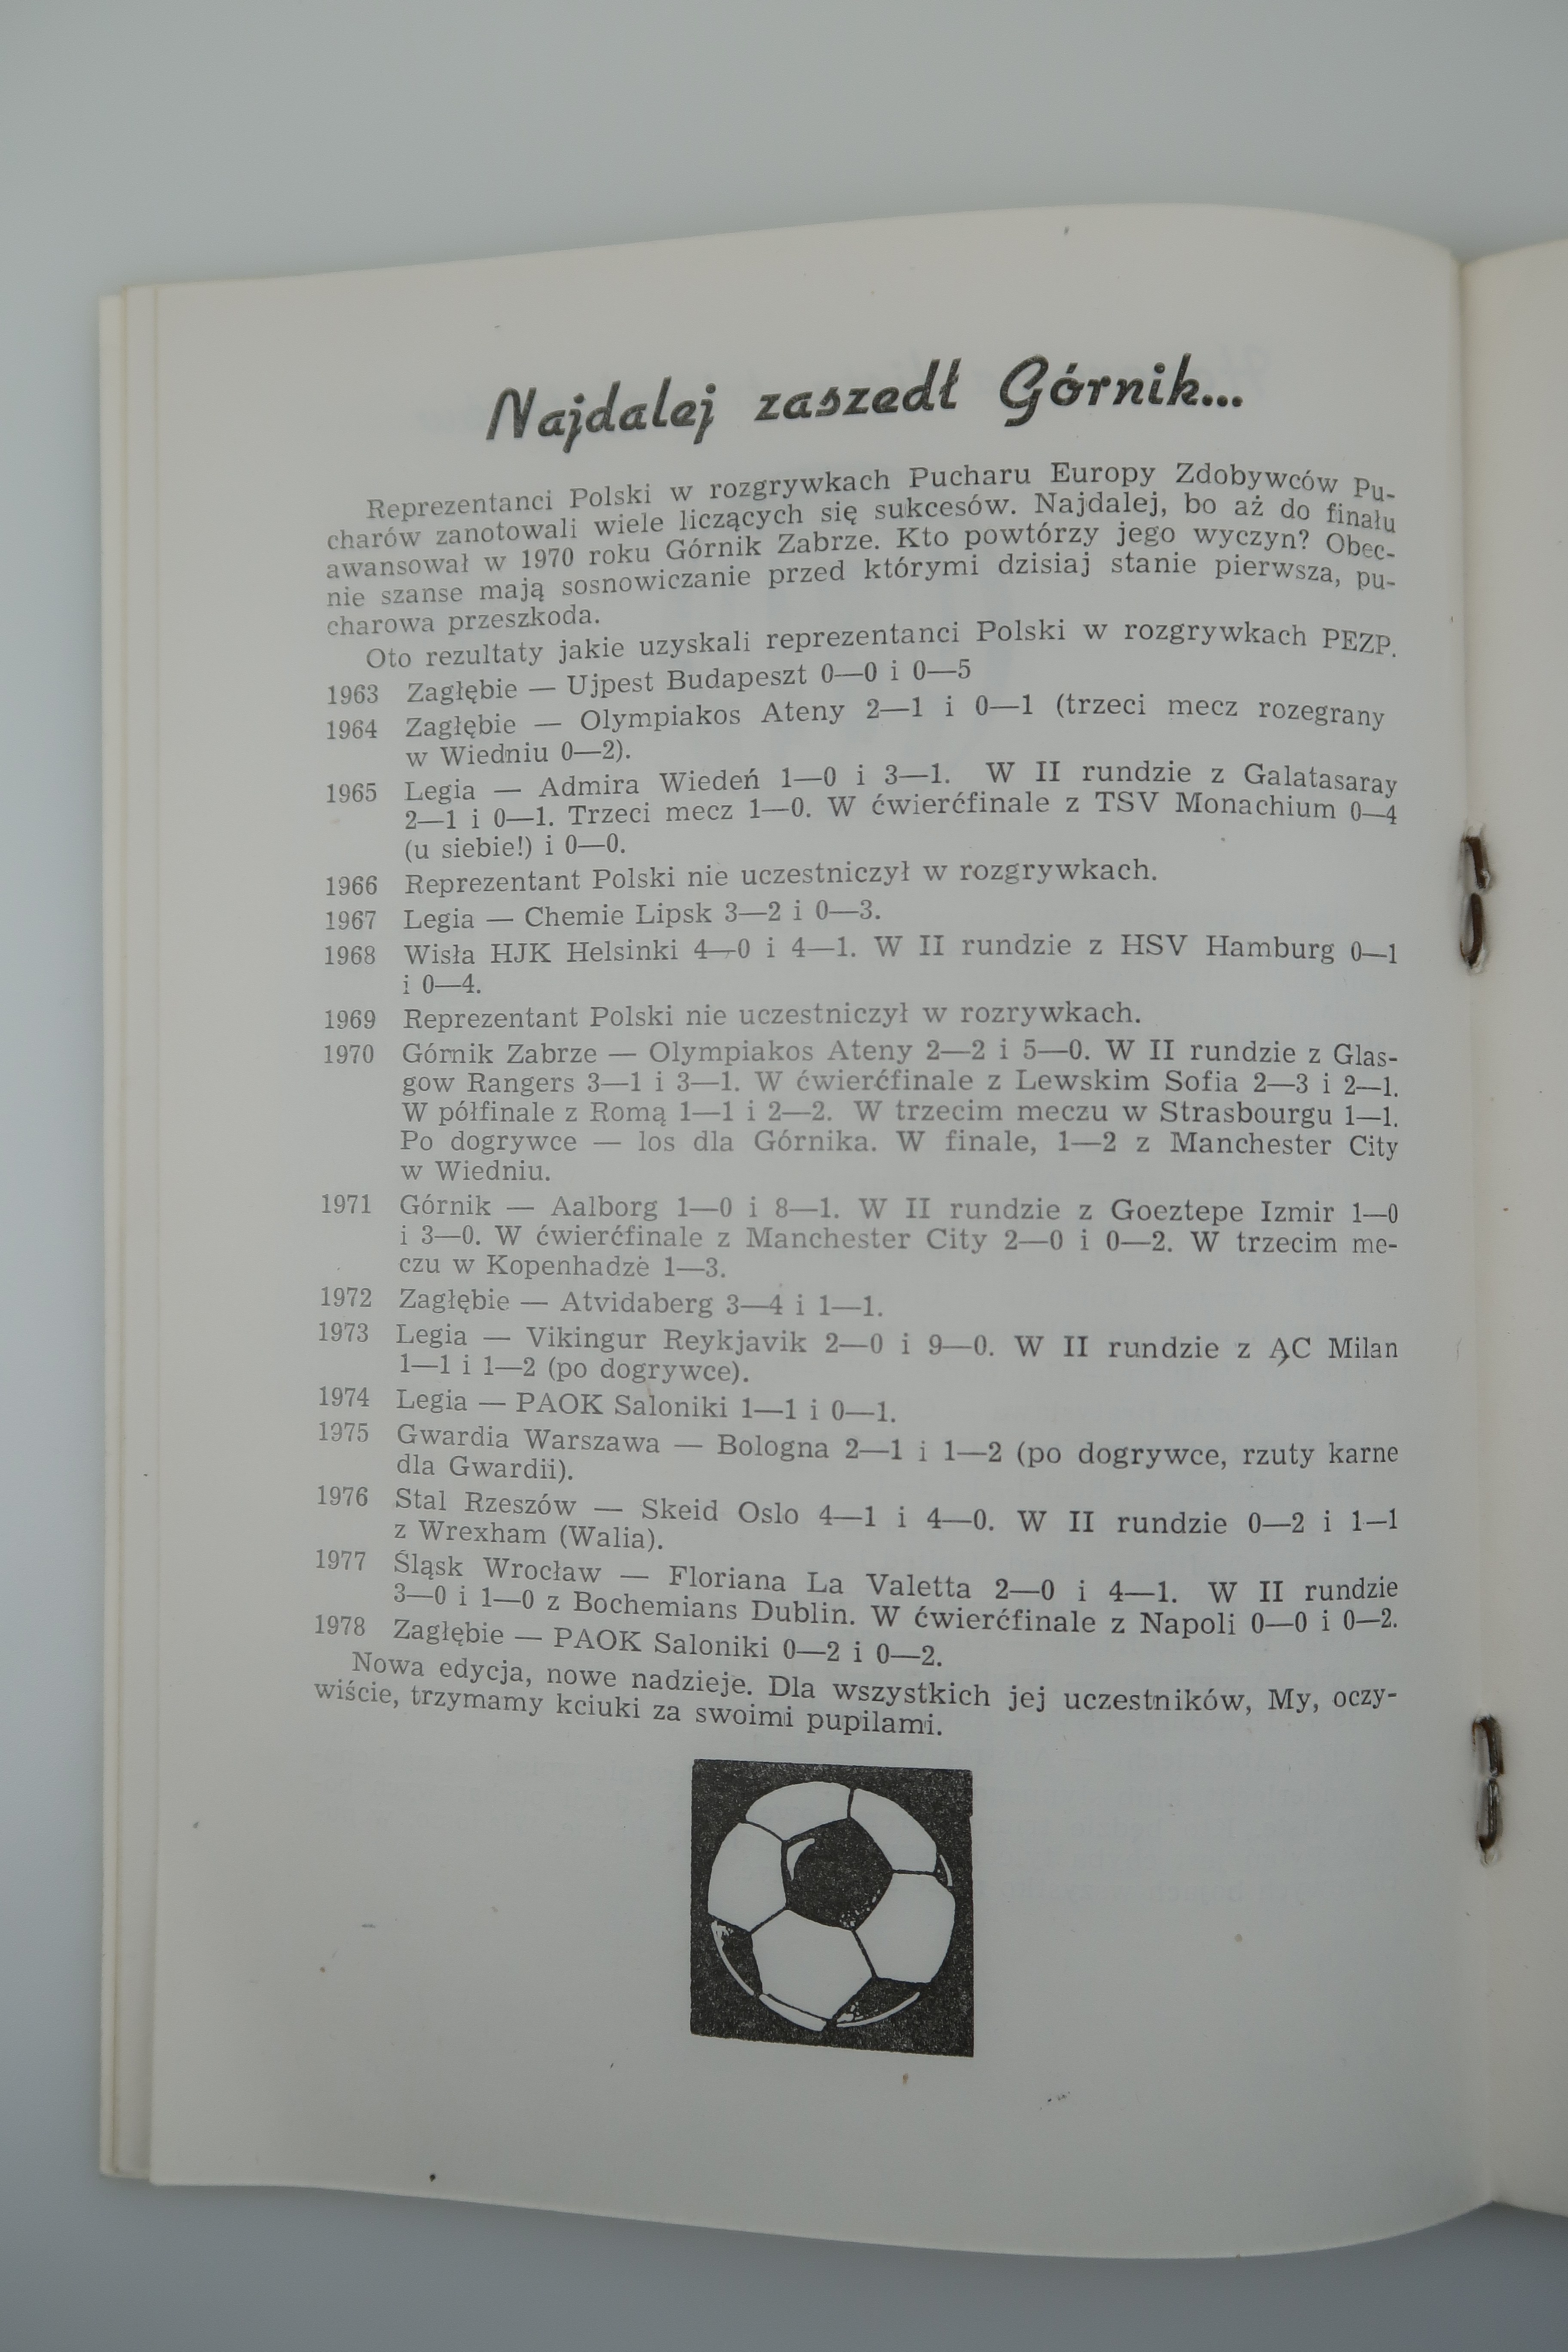 Najdalej zaszedł Górnik...
Reprezentanci Polski w rozgrywkach Pucharu Europy Zdobywców Pu-
charów zanotowali wiele liczących się sukcesów. Najdalej, bo aż do finału
awansował w 1970 roku Górnik Zabrze. Kto powtórzy jego wyczyn? Obec-
nie szanse mają sosnowiczanie przed którymi dzisiaj stanie pierwsza, pu-
charowa przeszkoda.
Oto rezultaty jakie uzyskali reprezentanci Polski w rozgrywkach PEZP.
1963 Zagłębie — Ujpest Budapeszt 0—0 i 0—5
1964 Zagłębie — Olympiakos Ateny 2—1 i 0—1 (trzeci mecz rozegrany
w Wiedniu 0—2).
1965 Legia — Admira Wiedeń 1—0 i 3—1. W II rundzie z Galatasaray
2—1 i 0—1. Trzeci mecz 1—0. W ćwierćfinale z TSV Monachium 0—4
(u siebie!) i 0—0.
1966 Reprezentant Polski nie uczestniczył w rozgrywkach.
1967 Legia — Chemie Lipsk 3—2 i 0—3.
1968 Wisła HJK Helsinki 4—0 i 4—1. W II rundzie z HSV Hamburg 0—1
i 0—4.
1969 Reprezentant Polski nie uczestniczył w rozrywkach.
1970 Górnik Zabrze — Olympiakos Ateny 2—2 i 5—0. W II rundzie z Glas-
gow Rangers 3—1 i 3—1. W ćwierćfinale z Lewskim Sofia 2—3 i 2—1.
W półfinale z Romą 1—1 i 2—2. W trzecim meczu w Strasbourgu 1—1.
Po dogrywce — los dla Górnika. W finale, 1—2 z Manchester City
w Wiedniu.
1971 Górnik — Aalborg 1—0 i 8—1. W II rundzie z Goeztepe Izmir 1—0
i 3—0. W ćwierćfinale z Manchester City 2—0 i 0—2. W trzecim me-
czu w Kopenhadze 1—3.
1972 Zagłębie — Atvidaberg 3—4 i 1—1.
1973 Legia — Vikingur Reykjavik 2—0 i 9—0. W II rundzie z AC Milan
1—1 i 1—2 (po dogrywce).
1974 Legia — PAOK Saloniki 1—1 i 0—1.
1975 Gwardia Warszawa — Bologna 2—1 i 1—2 (po dogrywce, rzuty karne
dla Gwardii).
1976 Stal Rzeszów — Skeid Oslo 4—1 i 4—0. W II rundzie 0—2 i 1—1
z Wrexham (Walia).
1977 Śląsk Wrocław — Floriana La Valetta 2—0 i 4—1. W II rundzie
3—0 i 1—0 z Bochemians Dublin. W ćwierćfinale z Napoli 0—0 i 0—2.
1978 Zagłębie — PAOK Saloniki 0—2 i 0—2.
Nowa edycja, nowe nadzieje. Dla wszystkich jej uczestników, My, oczy-
wiście, trzymamy kciuki za swoimi pupilami.